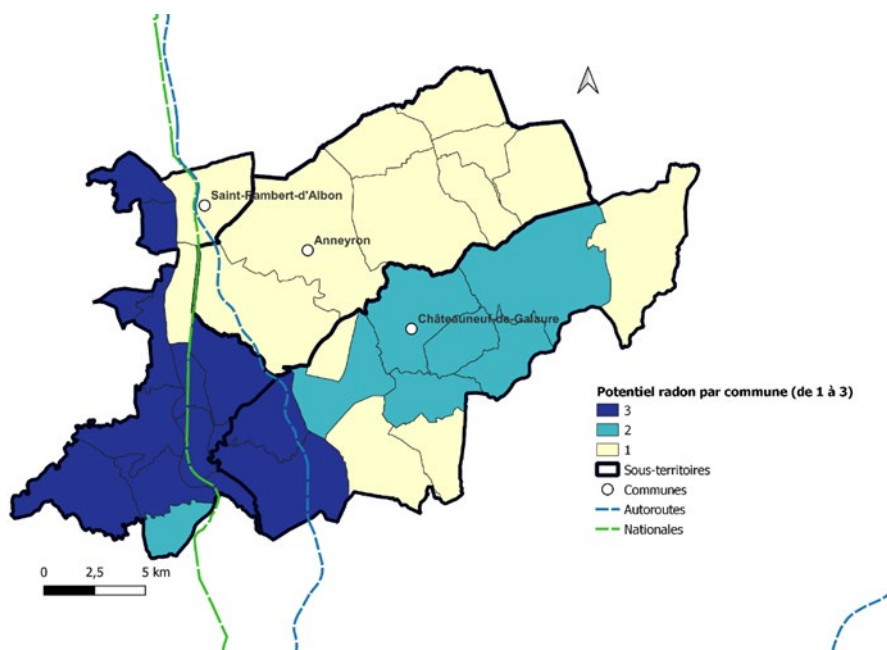 Saint-Rambert-d'Albon
Anneyron
Châteauneuf-de-Galaure
Potentiel radon par commune (de 1 à 3)
3
2
1
Sous-territoires
Communes
Autoroutes
Nationales
0 2,5 5 km